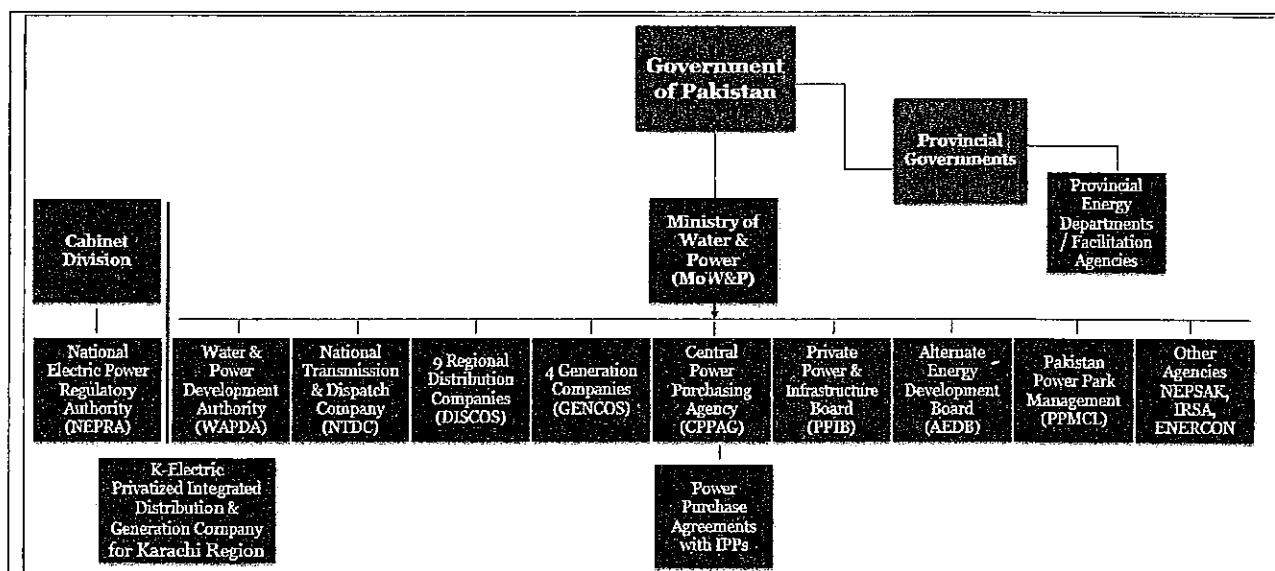 Government
of Pakistan
Provincial
Governments
Provincial
Energy
Departments
/ Facilitation
Agencies
Cabinet
Division
Ministry of
Water &
Power
(MoW&P)
National
Electric Power
Regulatory
Authority
(NEPRA)
Water &
Power
Development
Authority
(WAPDA)
National
Transmission
& Dispatch
Company
(NTDC)
9 Regional
Distribution
Companies
(DISCOS)
4 Generation
Companies
(GENCOS)
Central
Power
Purchasing
Agency
(CPPAG)
Private
Power &
Infrastructure
Board
(PPIB)
Alternate
Energy
Development
Board
(AEDB)
Pakistan
Power Park
Management
(PPMCL)
Other
Agencies
NEPSAK,
IRSA,
ENERCON
K-Electric
Privatized Integrated
Distribution &
Generation Company
for Karachi Region
Power
Purchase
Agreements
with IPPs